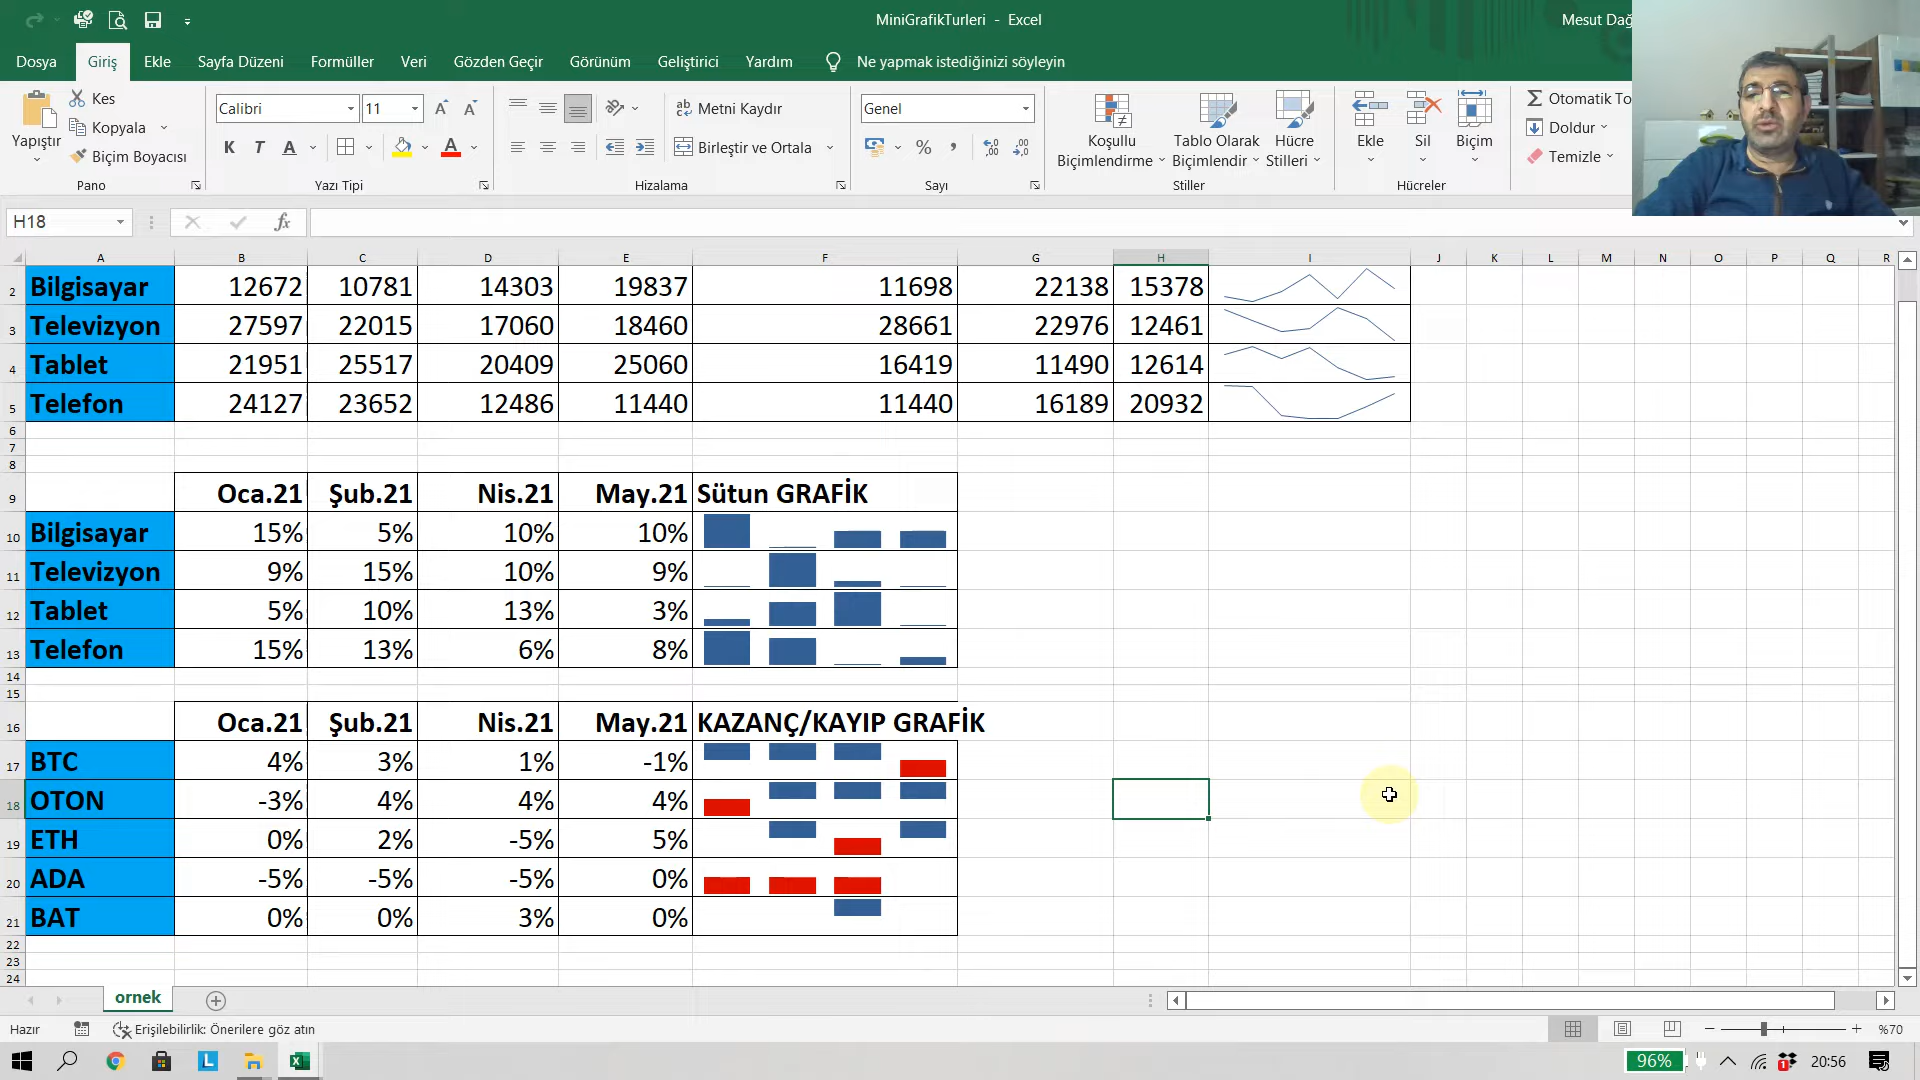 MiniGrafikTurleri - Excel
Mesut Dağ
Dosya Giriş Ekle Sayfa Düzeni Formüller Veri Gözden Geçir Görünüm Geliştirici Yardım Ne yapmak istediğinizi söyleyin
Yapıştır
Kes
Kopyala
Biçim Boyacısı
Pano
Calibri 11
K T A
Yazı Tipi
Metni Kaydır
Birleştir ve Ortala
Hizalama
Genel
Sayı
Koşullu Biçimlendirme
Tablo Olarak Biçimlendir
Hücre Stilleri
Stiller
Ekle
Sil
Biçim
Hücreler
Otomatik To
Doldur
Temizle
H18
fx
A B C D E F G H I J K L M N O P Q R
2 Bilgisayar 12672 10781 14303 19837 11698 22138 15378
3 Televizyon 27597 22015 17060 18460 28661 22976 12461
4 Tablet 21951 25517 20409 25060 16419 11490 12614
5 Telefon 24127 23652 12486 11440 11440 16189 20932
6
7
8
9 Oca.21 Şub.21 Nis.21 May.21 Sütun GRAFİK
10 Bilgisayar 15% 5% 10% 10%
11 Televizyon 9% 15% 10% 9%
12 Tablet 5% 10% 13% 3%
13 Telefon 15% 13% 6% 8%
14
15
16 Oca.21 Şub.21 Nis.21 May.21 KAZANÇ/KAYIP GRAFİK
17 BTC 4% 3% 1% -1%
18 OTON -3% 4% 4% 4%
19 ETH 0% 2% -5% 5%
20 ADA -5% -5% -5% 0%
21 BAT 0% 0% 3% 0%
22
23
24
ornek
Hazır Erişilebilirlik: Önerilere göz atın %70
96% 20:56